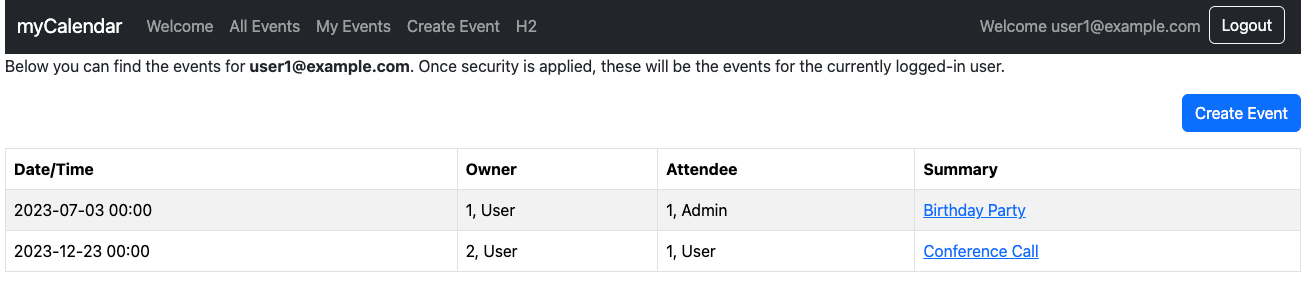 myCalendar Welcome All Events My Events Create Event H2 Welcome user1@example.com Logout
Below you can find the events for user1@example.com. Once security is applied, these will be the events for the currently logged-in user.
Create Event
Date/Time Owner Attendee Summary
2023-07-03 00:00 1, User 1, Admin Birthday Party
2023-12-23 00:00 2, User 1, User Conference Call